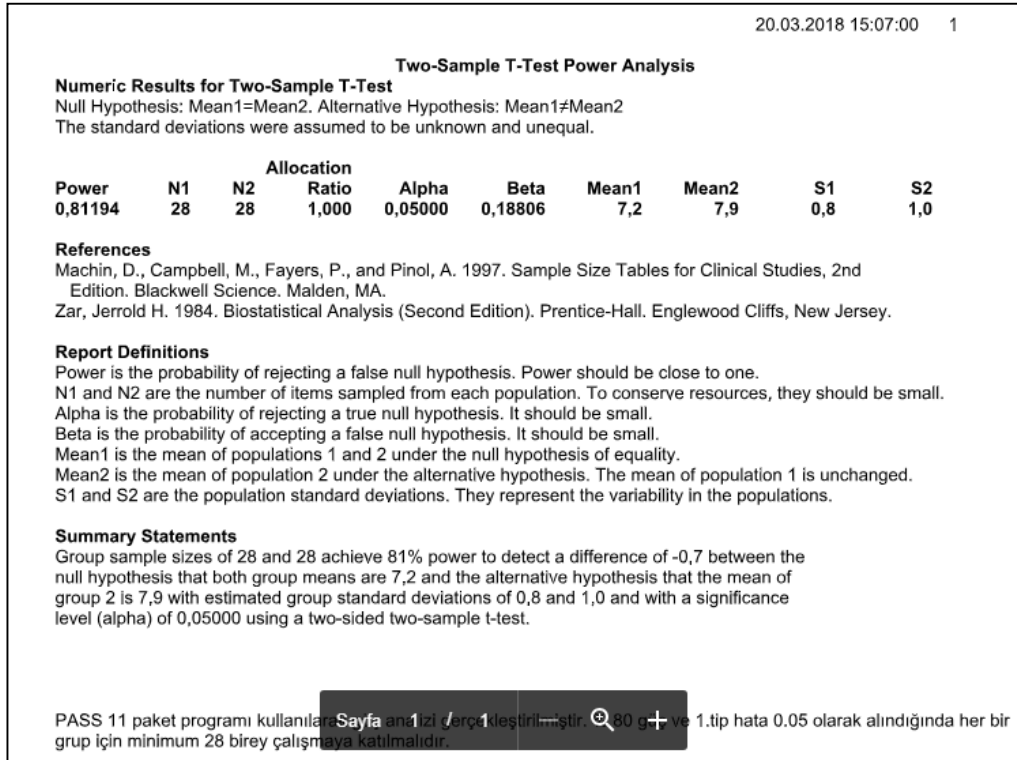 20.03.2018 15:07:00 1
Two-Sample T-Test Power Analysis
Numeric Results for Two-Sample T-Test
Null Hypothesis: Mean1=Mean2. Alternative Hypothesis: Mean1≠Mean2
The standard deviations were assumed to be unknown and unequal.
Allocation
Power N1 N2 Ratio Alpha Beta Mean1 Mean2 S1 S2
0,81194 28 28 1,000 0,05000 0,18806 7,2 7,9 0,8 1,0
References
Machin, D., Campbell, M., Fayers, P., and Pinol, A. 1997. Sample Size Tables for Clinical Studies, 2nd
Edition. Blackwell Science. Malden, MA.
Zar, Jerrold H. 1984. Biostatistical Analysis (Second Edition). Prentice-Hall. Englewood Cliffs, New Jersey.
Report Definitions
Power is the probability of rejecting a false null hypothesis. Power should be close to one.
N1 and N2 are the number of items sampled from each population. To conserve resources, they should be small.
Alpha is the probability of rejecting a true null hypothesis. It should be small.
Beta is the probability of accepting a false null hypothesis. It should be small.
Mean1 is the mean of populations 1 and 2 under the null hypothesis of equality.
Mean2 is the mean of population 2 under the alternative hypothesis. The mean of population 1 is unchanged.
S1 and S2 are the population standard deviations. They represent the variability in the populations.
Summary Statements
Group sample sizes of 28 and 28 achieve 81% power to detect a difference of -0,7 between the
null hypothesis that both group means are 7,2 and the alternative hypothesis that the mean of
group 2 is 7,9 with estimated group standard deviations of 0,8 and 1,0 and with a significance
level (alpha) of 0,05000 using a two-sided two-sample t-test.
Sayfa 1 / 1
PASS 11 paket programı analizi gerçekleştirilmiştir. 80 ve 1.tip hata 0.05 olarak alındığında her bir
grup için minimum 28 birey çalışmaya katılmalıdır.